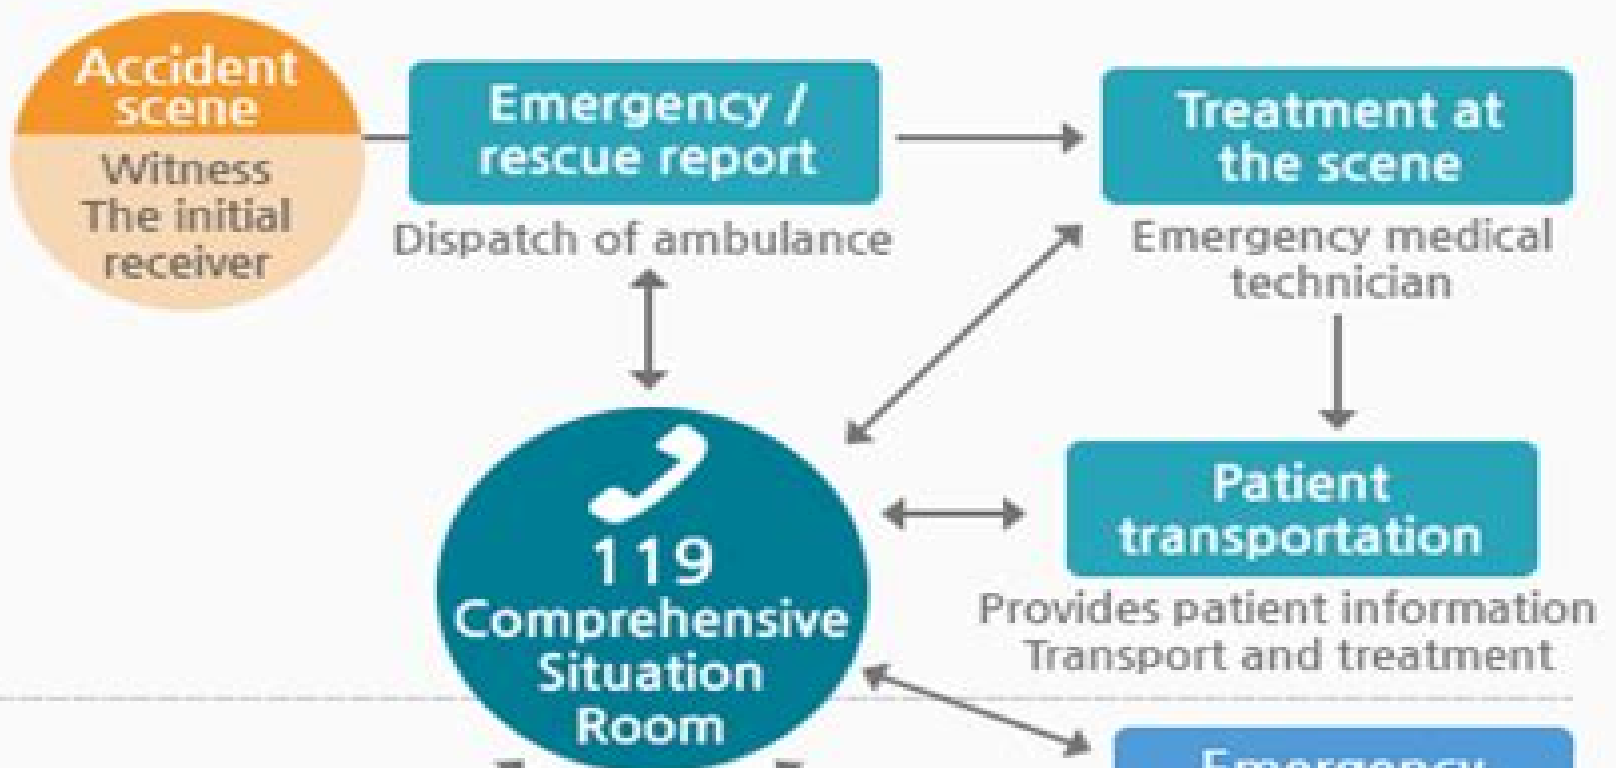 Accident
scene
Witness
The initial
receiver
Emergency /
rescue report
Dispatch of ambulance
Treatment at
the scene
Emergency medical
technician
119
Comprehensive
Situation
Room
Patient
transportation
Provides patient information
Transport and treatment
Emergency